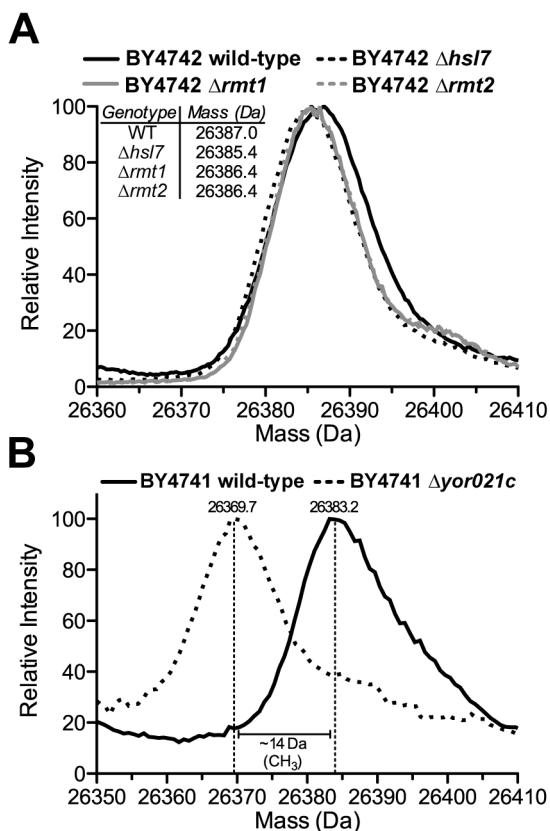 A
BY4742 wild-type BY4742 Δhsl7
BY4742 Δrmt1 BY4742 Δrmt2
Genotype Mass (Da)
WT 26387.0
Δhsl7 26385.4
Δrmt1 26386.4
Δrmt2 26386.4
100
80
60
40
20
0
Relative Intensity
26360 26370 26380 26390 26400 26410
Mass (Da)
B
BY4741 wild-type BY4741 Δyor021c
26369.7 26383.2
100
80
60
40
20
0
Relative Intensity
~14 Da
(CH3)
26350 26360 26370 26380 26390 26400 26410
Mass (Da)